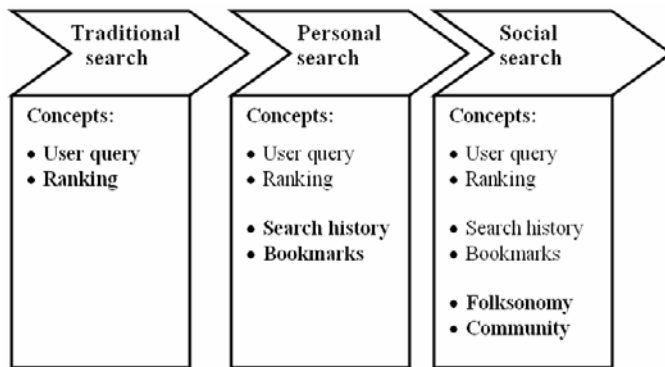 Traditional
search
Concepts:
• User query
• Ranking
Personal
search
Concepts:
• User query
• Ranking
• Search history
• Bookmarks
Social
search
Concepts:
• User query
• Ranking
• Search history
• Bookmarks
• Folksonomy
• Community